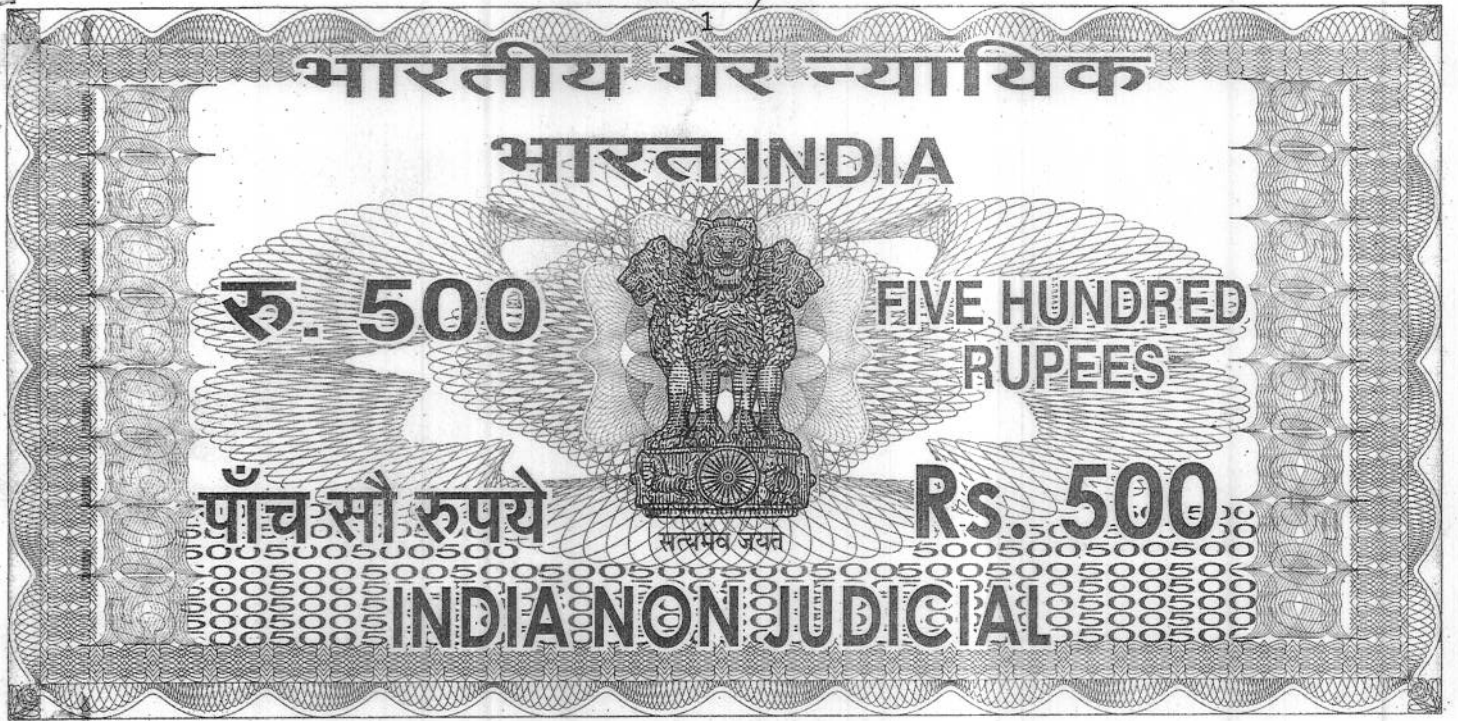 1
भारतीय गैर न्यायिक
भारत INDIA
रु. 500
FIVE HUNDRED
RUPEES
पाँच सौ रुपये
Rs. 500
सत्यमेव जयते
INDIA NON JUDICIAL